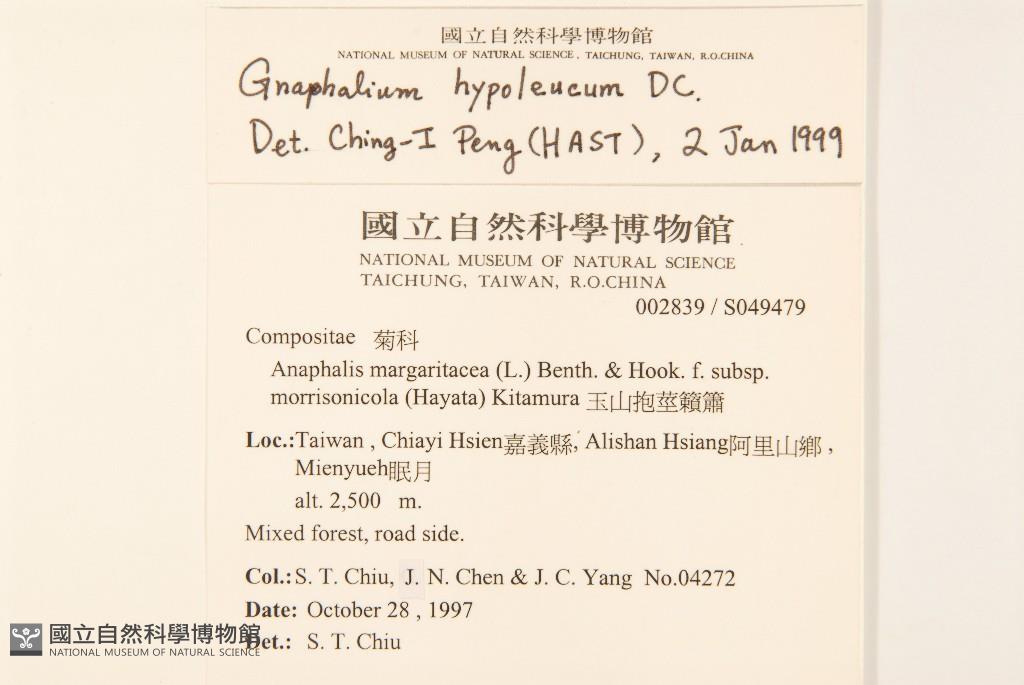 國立自然科學博物館
NATIONAL MUSEUM OF NATURAL SCIENCE, TAICHUNG, TAIWAN, R.O.CHINA
Gnaphalium hypoleucum DC.
Det. Ching-I Peng (HAST), 2 Jan 1999
國立自然科學博物館
NATIONAL MUSEUM OF NATURAL SCIENCE
TAICHUNG, TAIWAN, R.O.CHINA
002839 / S049479
Compositae 菊科
Anaphalis margaritacea (L.) Benth. & Hook. f. subsp.
morrisonicola (Hayata) Kitamura 玉山抱莖籟簫
Loc.:Taiwan , Chiayi Hsien嘉義縣, Alishan Hsiang阿里山鄉 ,
Mienyueh眠月
alt. 2,500 m.
Mixed forest, road side.
Col.:S. T. Chiu, J. N. Chen & J. C. Yang No.04272
Date: October 28 , 1997
Det.: S. T. Chiu
國立自然科學博物館
NATIONAL MUSEUM OF NATURAL SCIENCE